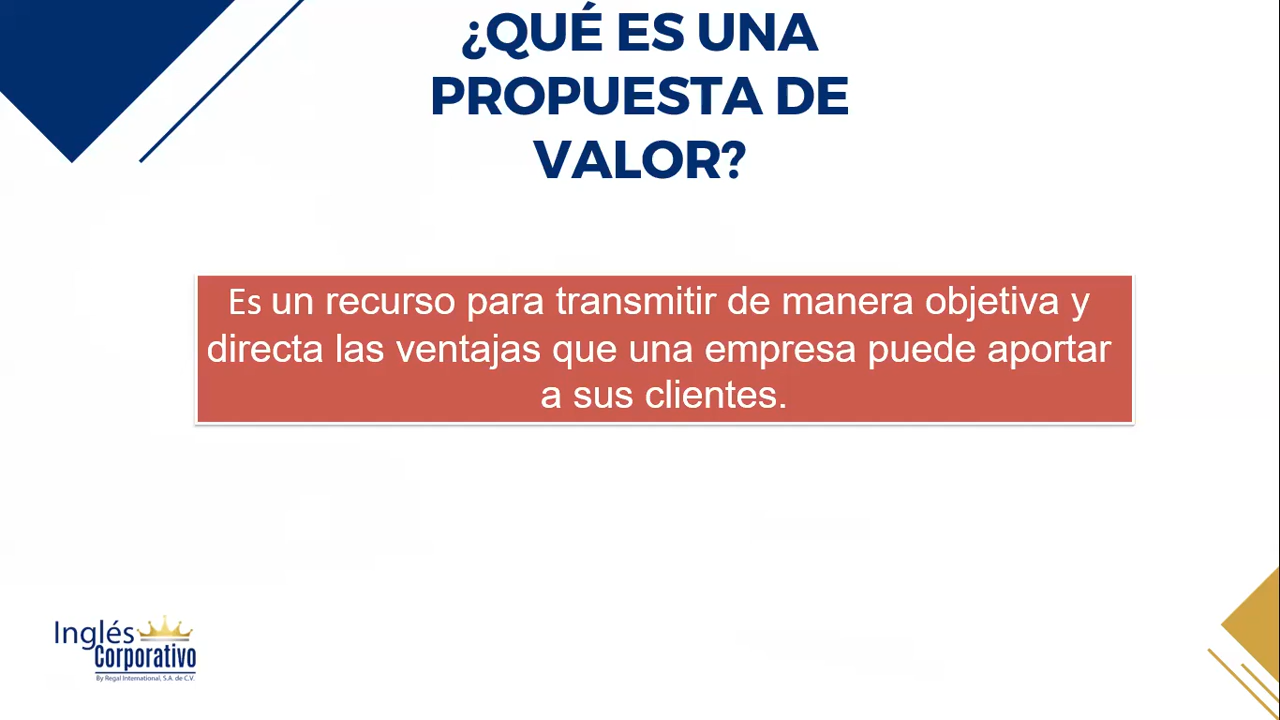 ¿QUÉ ES UNA
PROPUESTA DE
VALOR?
Es un recurso para transmitir de manera objetiva y
directa las ventajas que una empresa puede aportar
a sus clientes.
Inglés
Corporativo
By Regal International, S.A. de C.V.